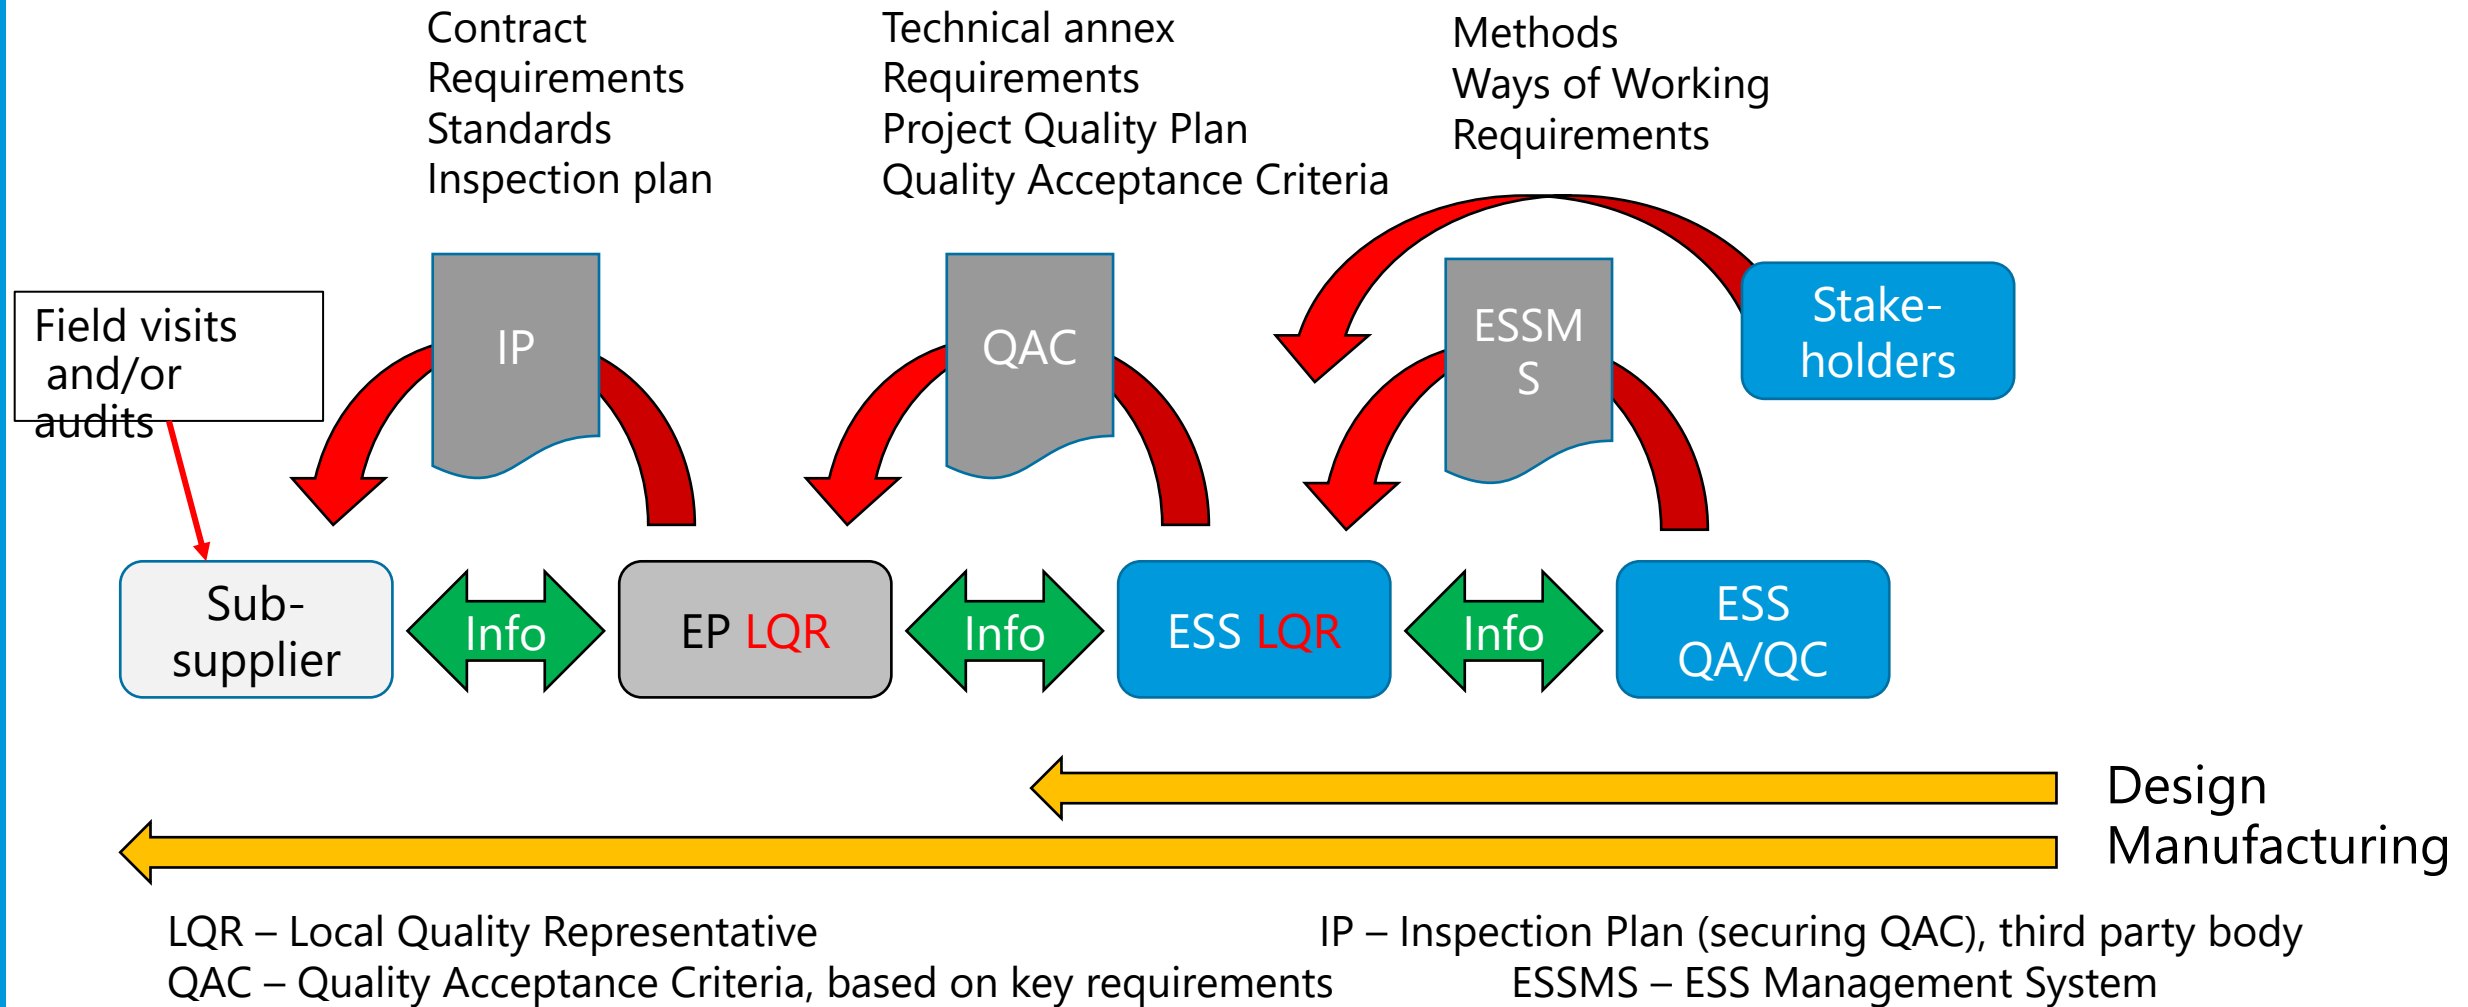 Contract
Requirements
Standards
Inspection plan
Technical annex
Requirements
Project Quality Plan
Quality Acceptance Criteria
Methods
Ways of Working
Requirements
Field visits
and/or
audits
IP
QAC
ESSM
S
Stake-
holders
Sub-
supplier
Info
EP LQR
Info
ESS LQR
Info
ESS
QA/QC
Design
Manufacturing
LQR – Local Quality Representative
IP – Inspection Plan (securing QAC), third party body
QAC – Quality Acceptance Criteria, based on key requirements
ESSMS – ESS Management System